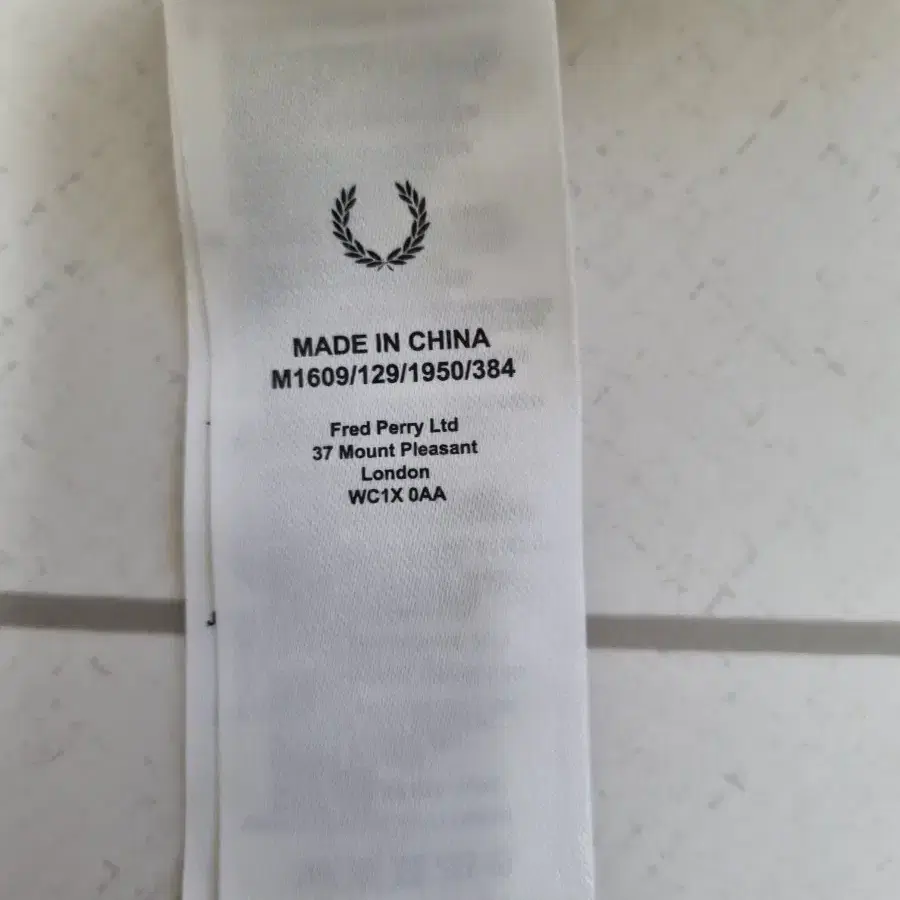 MADE IN CHINA
M1609/129/1950/384
Fred Perry Ltd
37 Mount Pleasant
London
WC1X 0AA